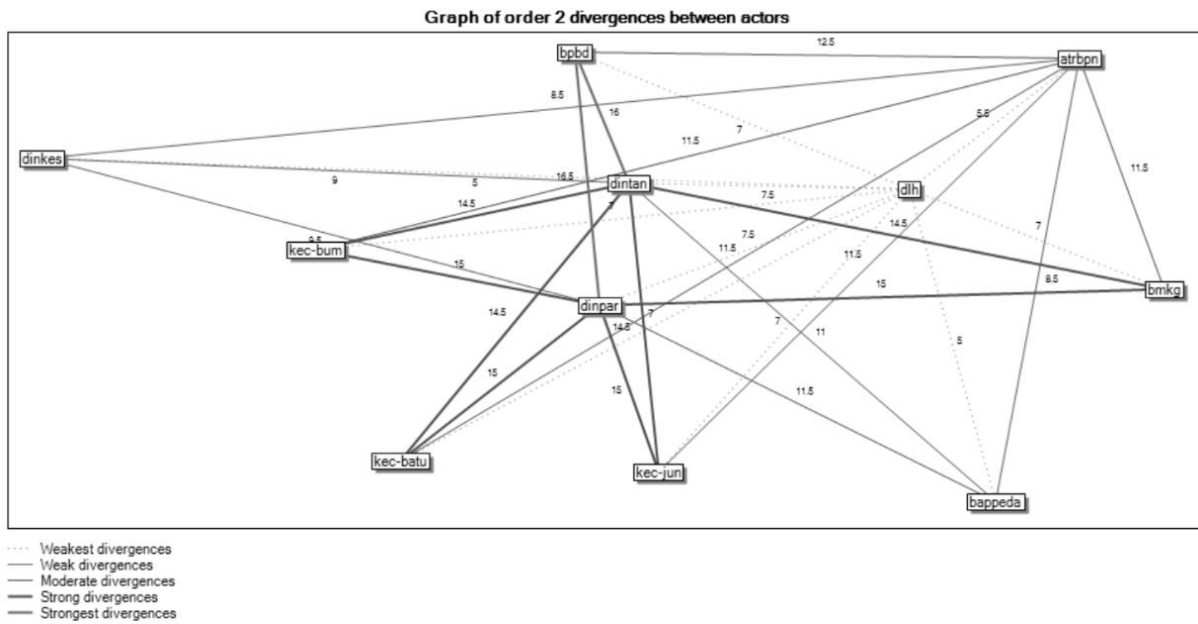 Graph of order 2 divergences between actors
bpbd
12.5
atrbpn
8.5
16
7
5.5
11.5
dinkes
11.5
9
5
16.5
dintan
dlh
14.5
7
7.5
14.5
7
9.5
kec-bum
7.5
11.5
11.5
15
8.5
15
bmkg
dinpar
14.5
14.5
7
7
11
5
15
15
11.5
kec-batu
kec-jun
bappeda
Weakest divergences
Weak divergences
Moderate divergences
Strong divergences
Strongest divergences